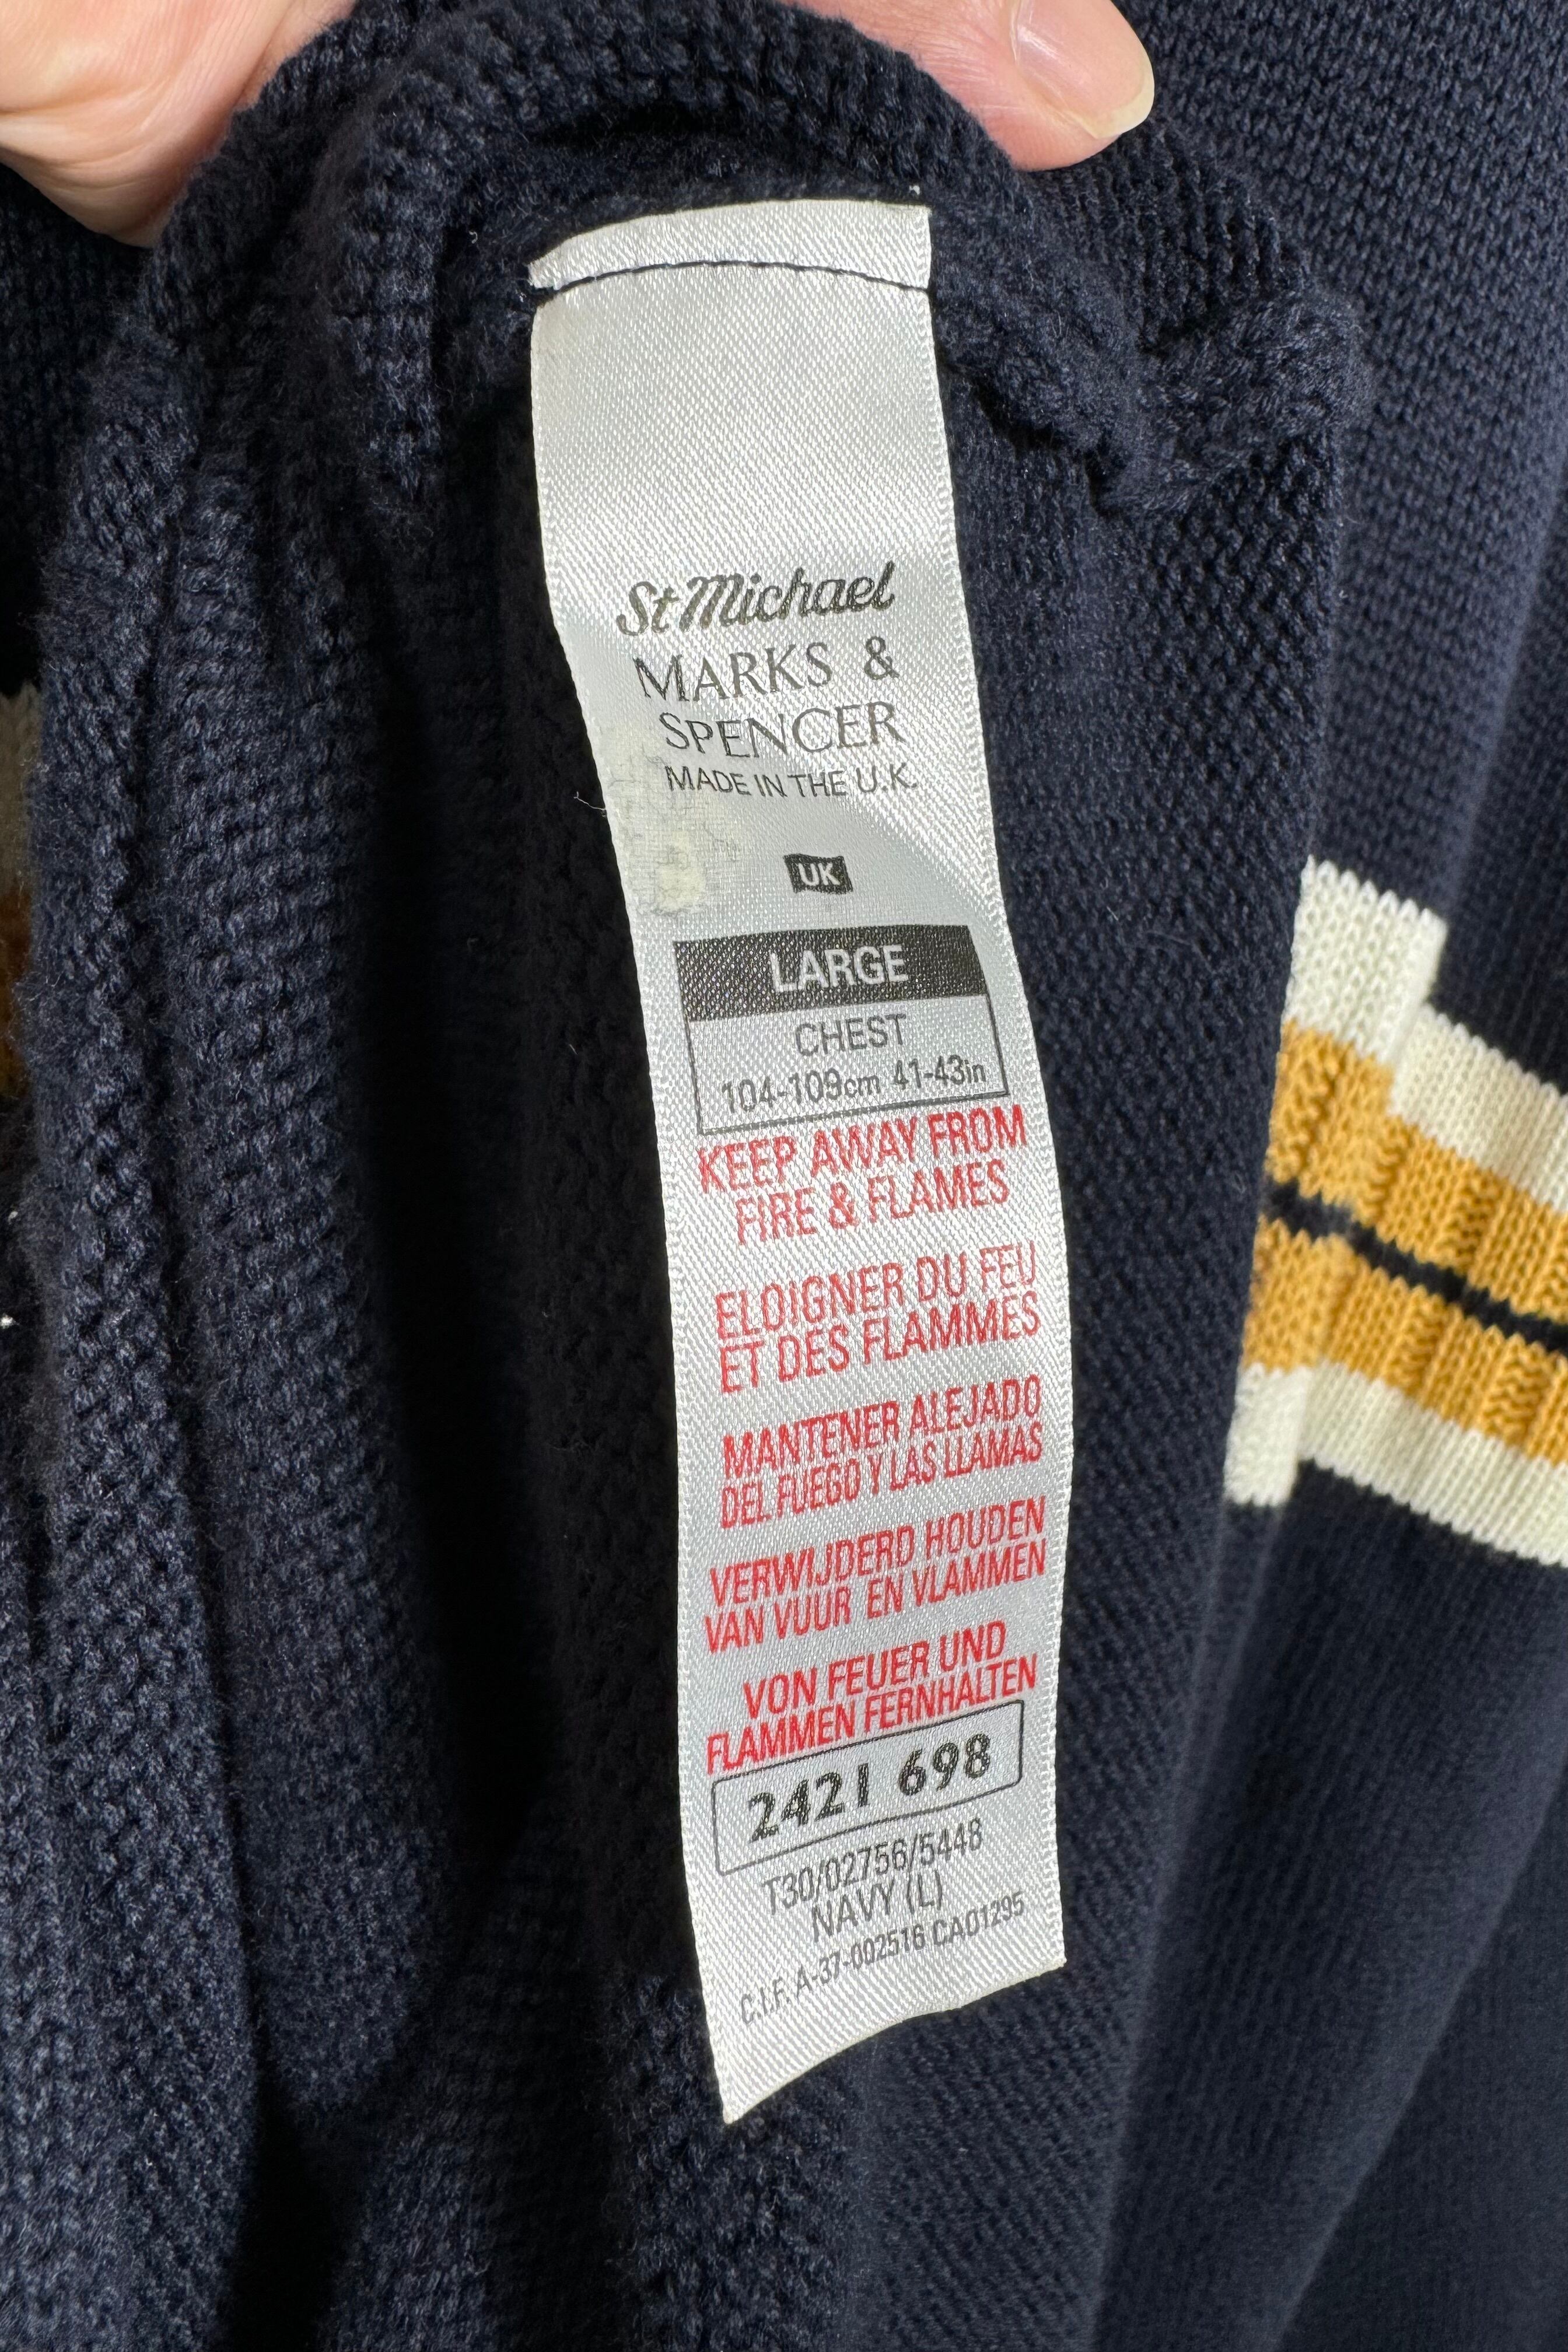 St Michael
MARKS &
SPENCER
MADE IN THE U.K.
UK
LARGE
CHEST
104-109cm 41-43in
KEEP AWAY FROM
FIRE & FLAMES
ELOIGNER DU FEU
ET DES FLAMMES
MANTENER ALEJADO
DEL FUEGO Y LAS LLAMAS
VERWIJDERD HOUDEN
VAN VUUR EN VLAMMEN
VON FEUER UND
FLAMMEN FERNHALTEN
2421 698
T30/02756/5448
NAVY (L)
C.I.F. A-37-002516 CA01295